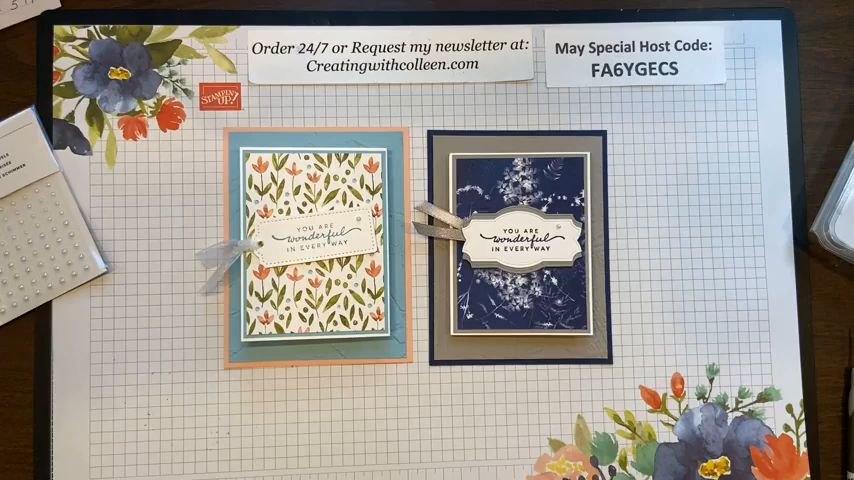 Order 24/7 or Request my newsletter at:
Creatingwithcolleen.com
May Special Host Code:
FA6YGECS
STAMPIN' UP!
YOU ARE
wonderful
IN EVERY WAY
YOU ARE
wonderful
IN EVERY WAY